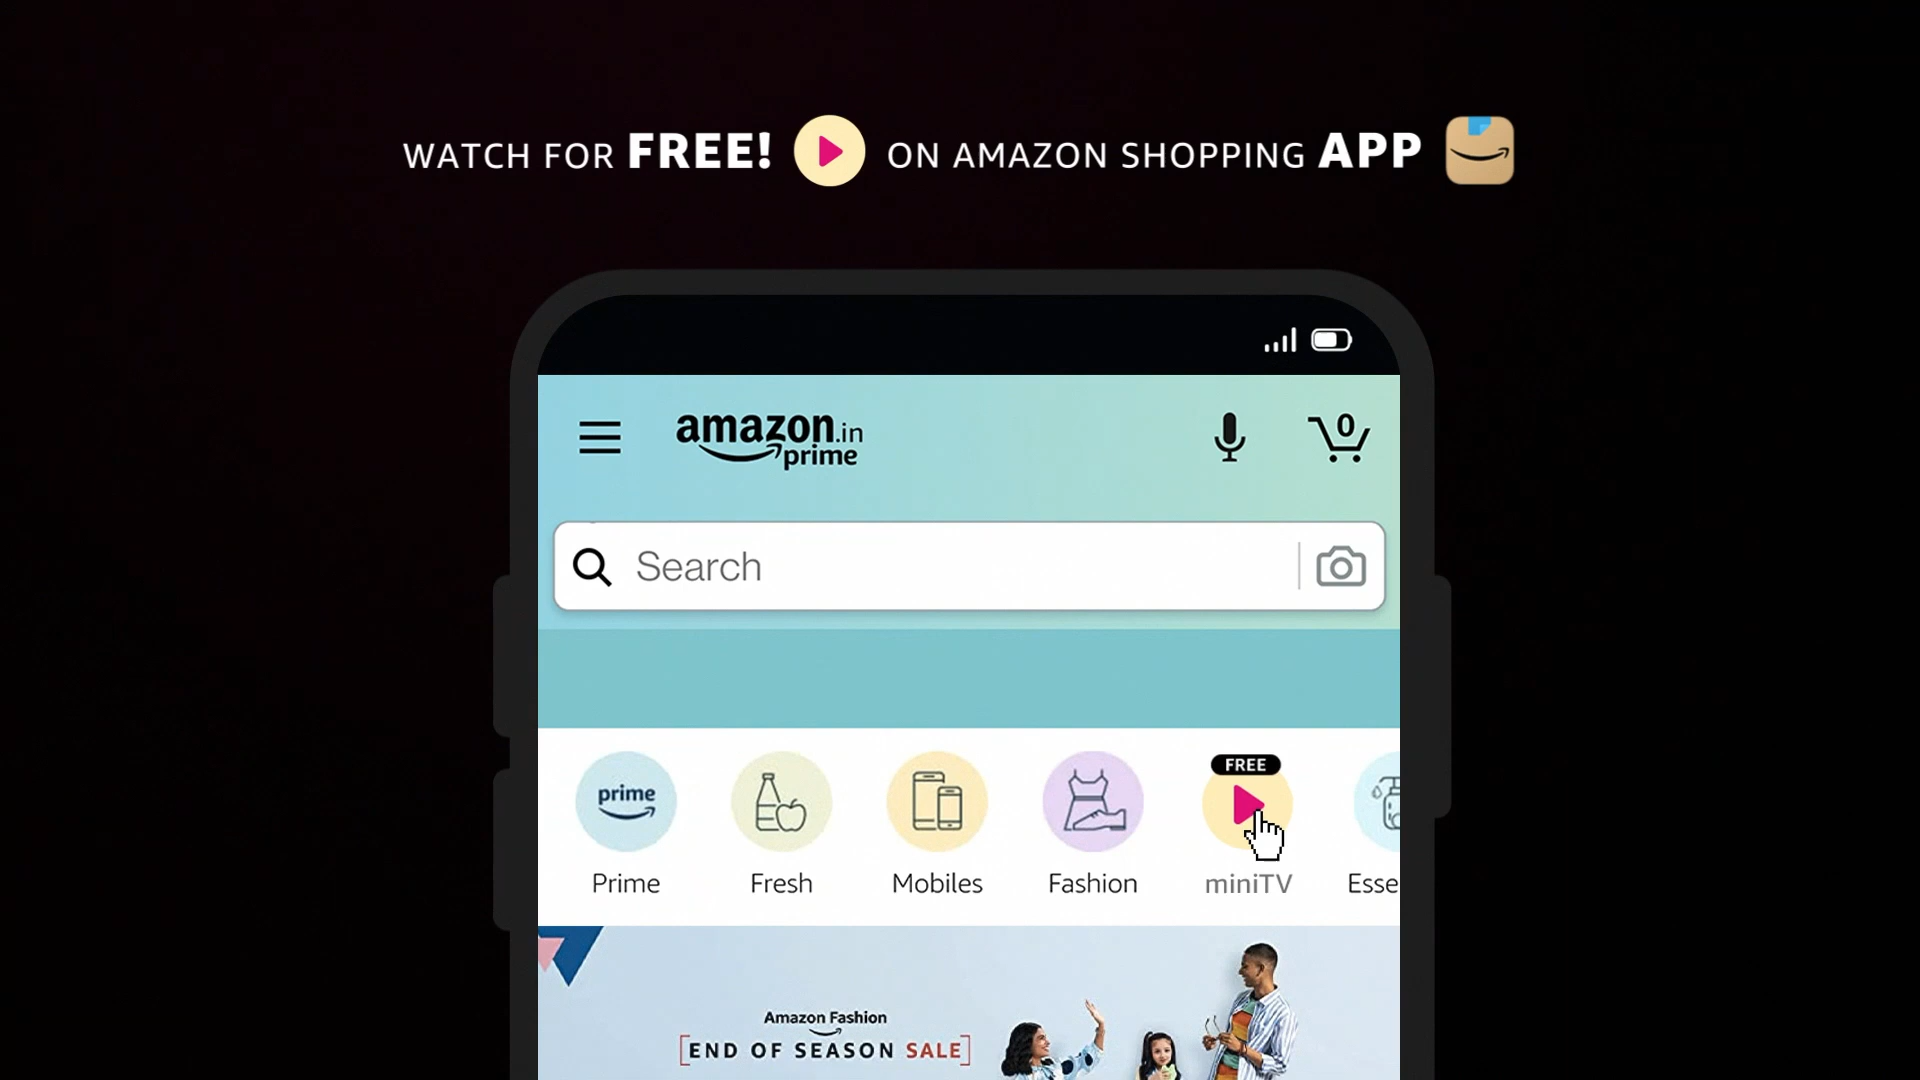 WATCH FOR FREE! ON AMAZON SHOPPING APP
amazon.in
prime
0
Search
FREE
prime
Prime Fresh Mobiles Fashion miniTV Esse
Amazon Fashion
[END OF SEASON SALE]